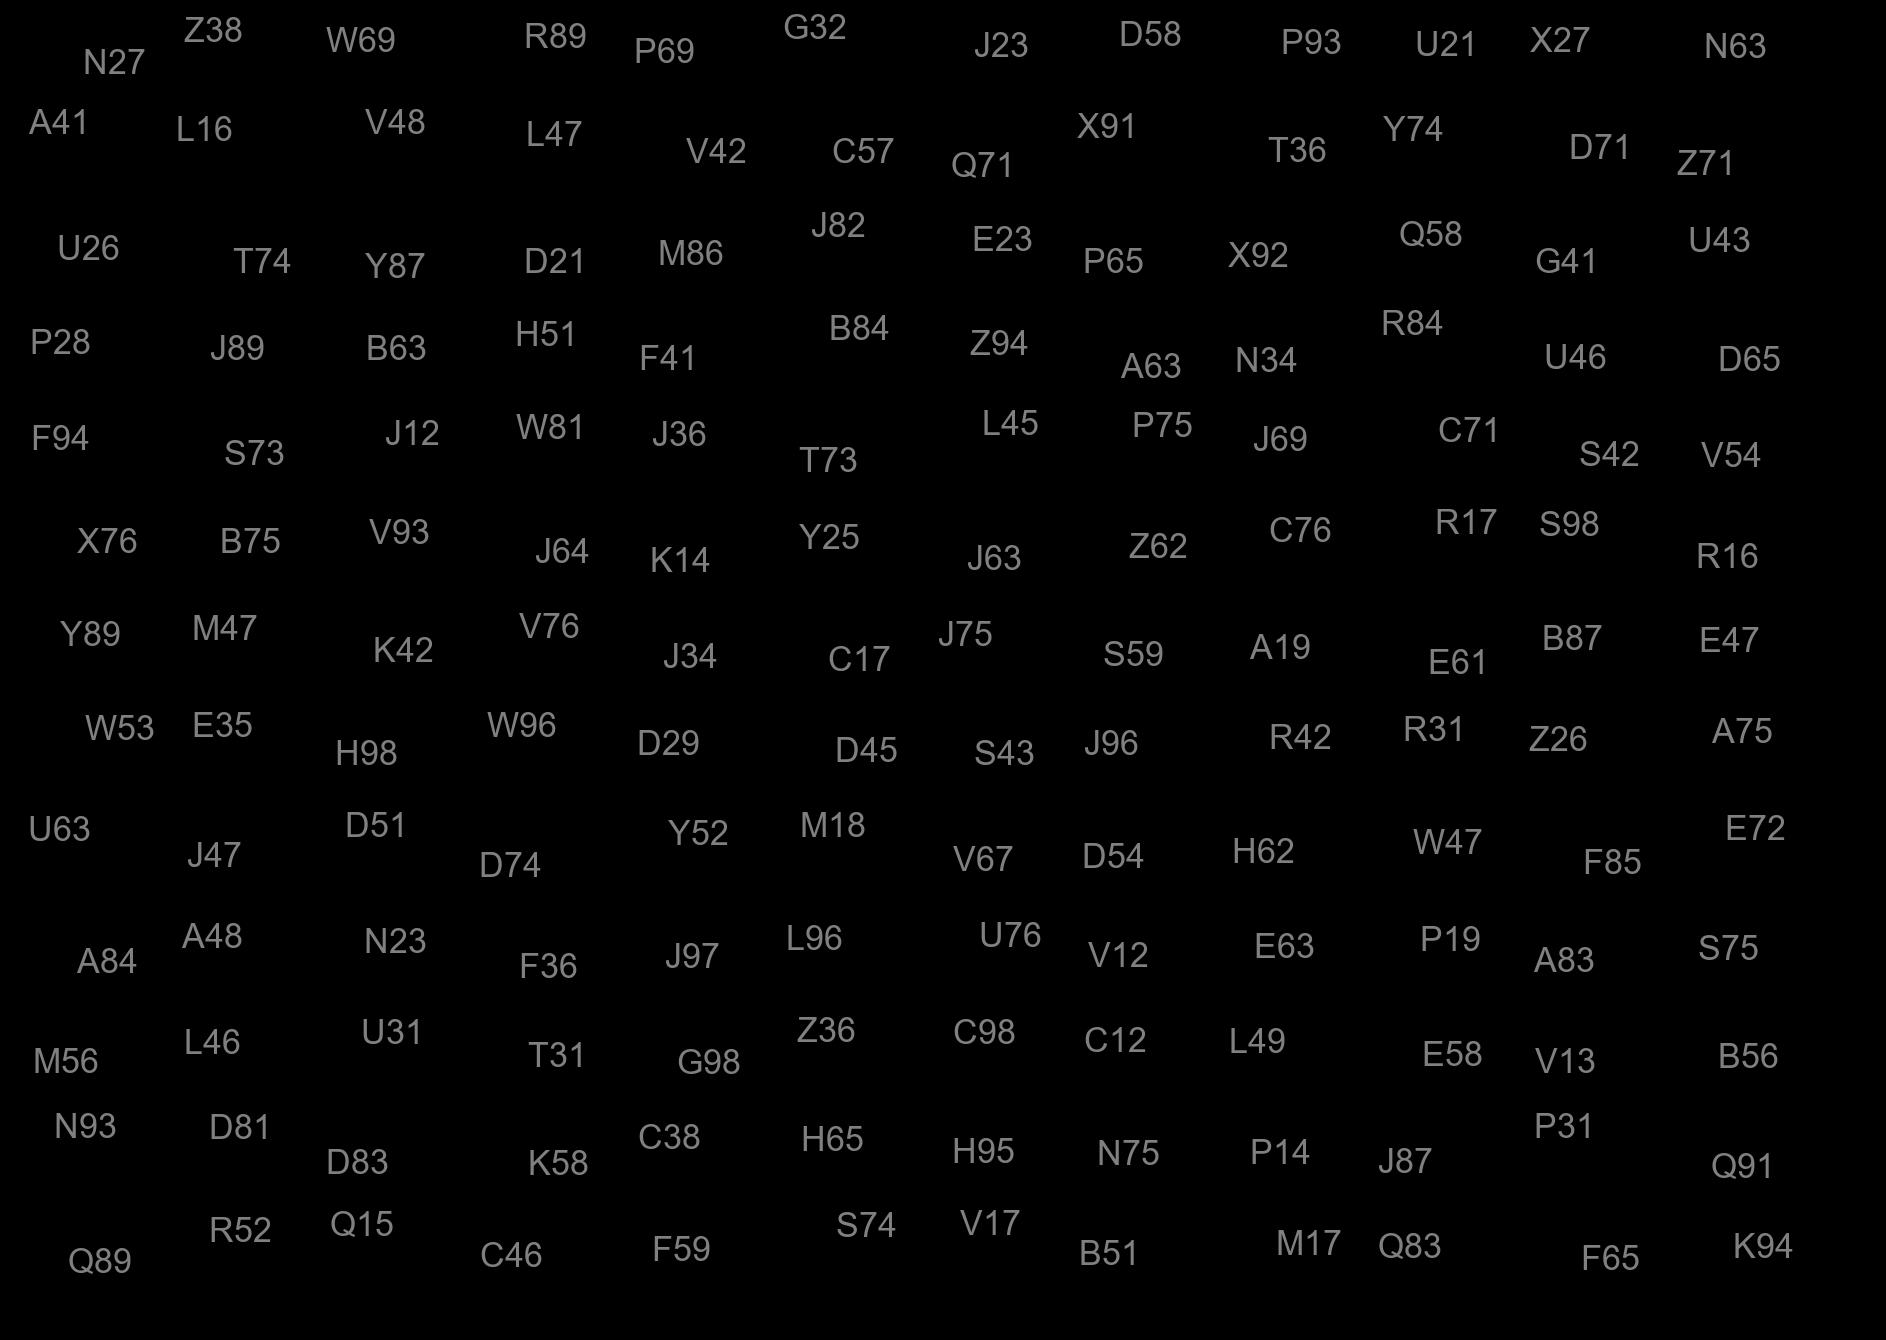 N27 Z38 W69 R89 P69 G32 J23 D58 P93 U21 X27 N63
A41 L16 V48 L47 V42 C57 Q71 X91 T36 Y74 D71 Z71
U26 T74 Y87 D21 M86 J82 E23 P65 X92 Q58 G41 U43
P28 J89 B63 H51 F41 B84 Z94 A63 N34 R84 U46 D65
F94 S73 J12 W81 J36 T73 L45 P75 J69 C71 S42 V54
X76 B75 V93 J64 K14 Y25 J63 Z62 C76 R17 S98 R16
Y89 M47 K42 V76 J34 C17 J75 S59 A19 E61 B87 E47
W53 E35 H98 W96 D29 D45 S43 J96 R42 R31 Z26 A75
U63 J47 D51 D74 Y52 M18 V67 D54 H62 W47 F85 E72
A84 A48 N23 F36 J97 L96 U76 V12 E63 P19 A83 S75
M56 L46 U31 T31 G98 Z36 C98 C12 L49 E58 V13 B56
N93 D81 D83 K58 C38 H65 H95 N75 P14 J87 P31 Q91
Q89 R52 Q15 C46 F59 S74 V17 B51 M17 Q83 F65 K94